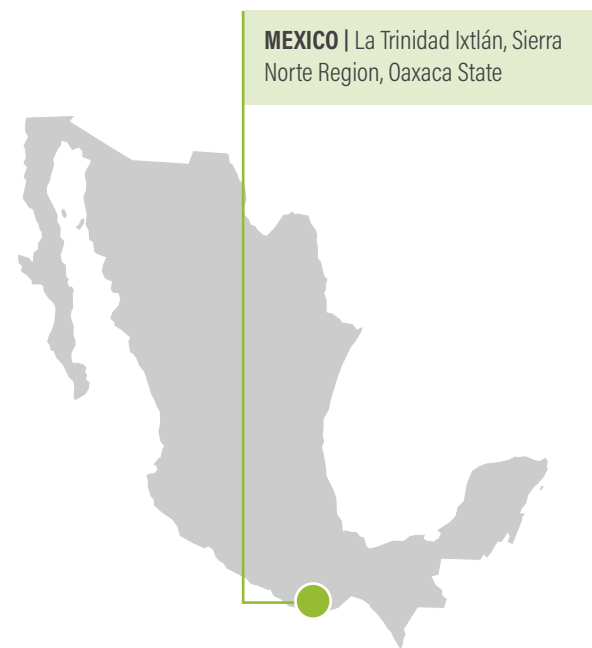 MEXICO | La Trinidad Ixtlán, Sierra
Norte Region, Oaxaca State